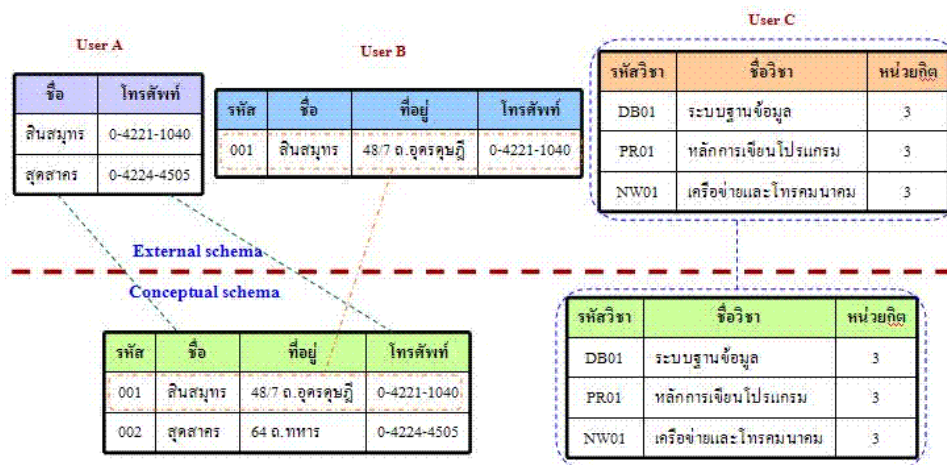 User A
ชื่อ โทรศัพท์
สินสมุทร 0-4221-1040
สุดสาคร 0-4224-4505
User B
รหัส ชื่อ ที่อยู่ โทรศัพท์
001 สินสมุทร 48/7 ถ.อุดรดุษฎี 0-4221-1040
User C
รหัสวิชา ชื่อวิชา หน่วยกิต
DB01 ระบบฐานข้อมูล 3
PR01 หลักการเขียนโปรแกรม 3
NW01 เครือข่ายและโทรคมนาคม 3
External schema
Conceptual schema
รหัส ชื่อ ที่อยู่ โทรศัพท์
001 สินสมุทร 48/7 ถ.อุดรดุษฎี 0-4221-1040
002 สุดสาคร 64 ถ.ทหาร 0-4224-4505
รหัสวิชา ชื่อวิชา หน่วยกิต
DB01 ระบบฐานข้อมูล 3
PR01 หลักการเขียนโปรแกรม 3
NW01 เครือข่ายและโทรคมนาคม 3